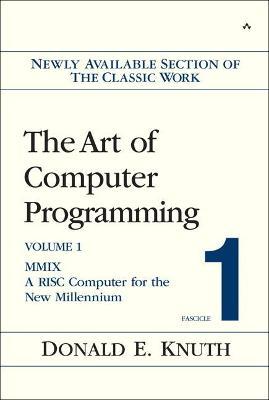 NEWLY AVAILABLE SECTION OF
THE CLASSIC WORK
The Art of
Computer
Programming
VOLUME 1
MMIX
A RISC Computer for the
New Millennium
FASCICLE
1
DONALD E. KNUTH